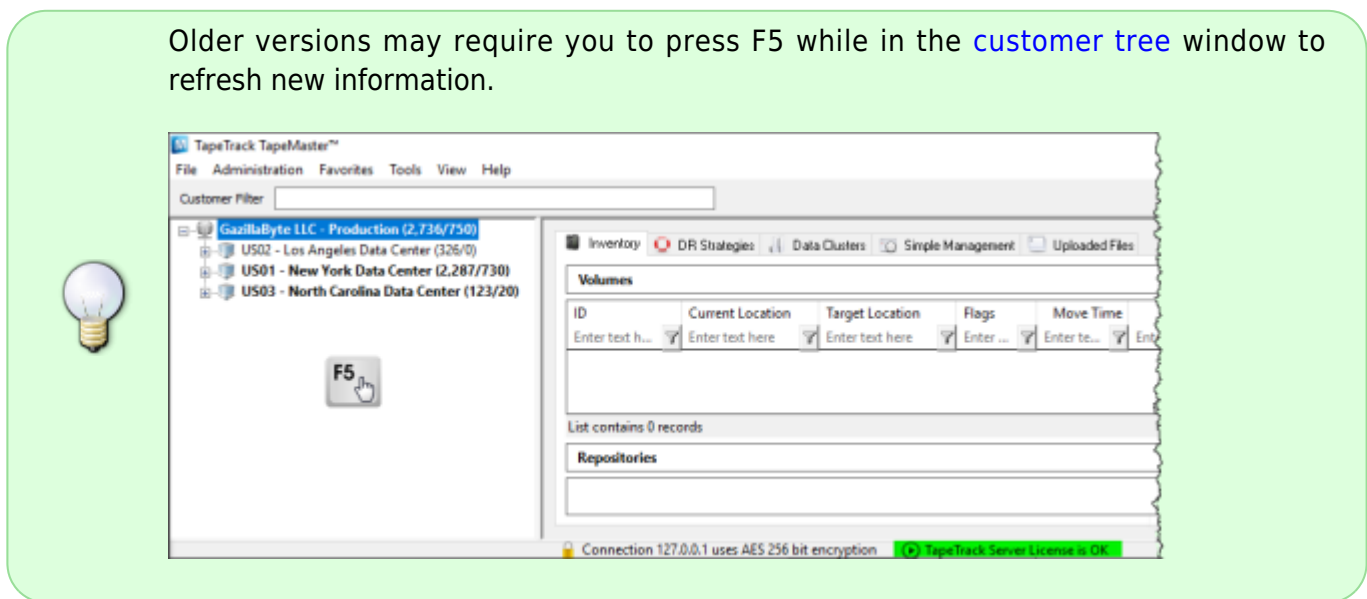 Older versions may require you to press F5 while in the customer tree window to
refresh new information.
TapeTrack TapeMaster™
File Administration Favorites Tools View Help
Customer Filter
GazillaByte LLC - Production (2,736/750)
US02 - Los Angeles Data Center (326/0)
US01 - New York Data Center (2,287/730)
US03 - North Carolina Data Center (123/20)
F5
Inventory DR Strategies Data Clusters Simple Management Uploaded Files
Volumes
ID Current Location Target Location Flags Move Time
Enter text h... Enter text here Enter text here Enter ... Enter te... Ent
List contains 0 records
Repositories
Connection 127.0.0.1 uses AES 256 bit encryption TapeTrack Server License is OK